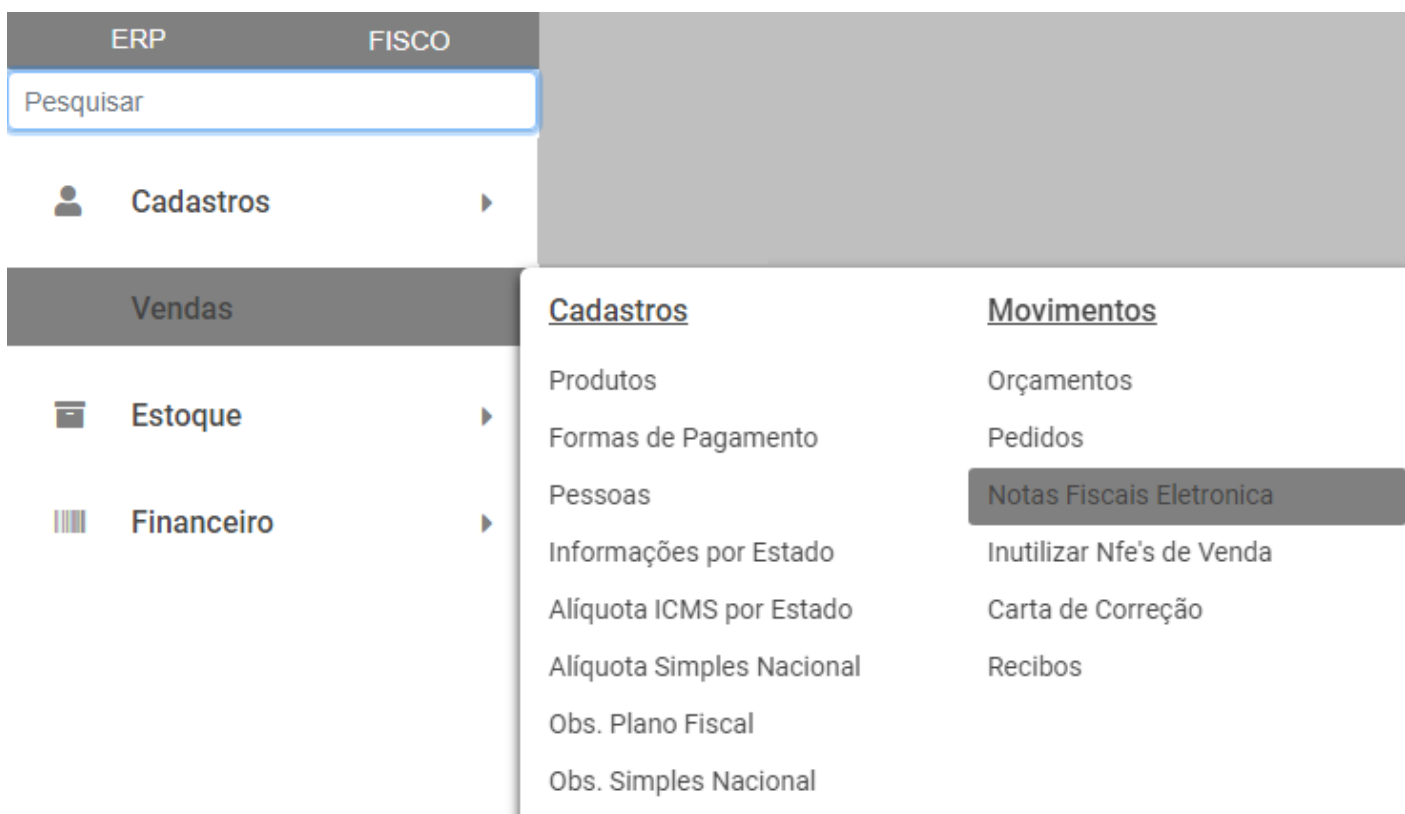 ERP FISCO
Pesquisar
Cadastros
Vendas
Estoque
Financeiro
Cadastros
Produtos
Formas de Pagamento
Pessoas
Informações por Estado
Alíquota ICMS por Estado
Alíquota Simples Nacional
Obs. Plano Fiscal
Obs. Simples Nacional
Movimentos
Orçamentos
Pedidos
Notas Fiscais Eletronica
Inutilizar Nfe's de Venda
Carta de Correção
Recibos